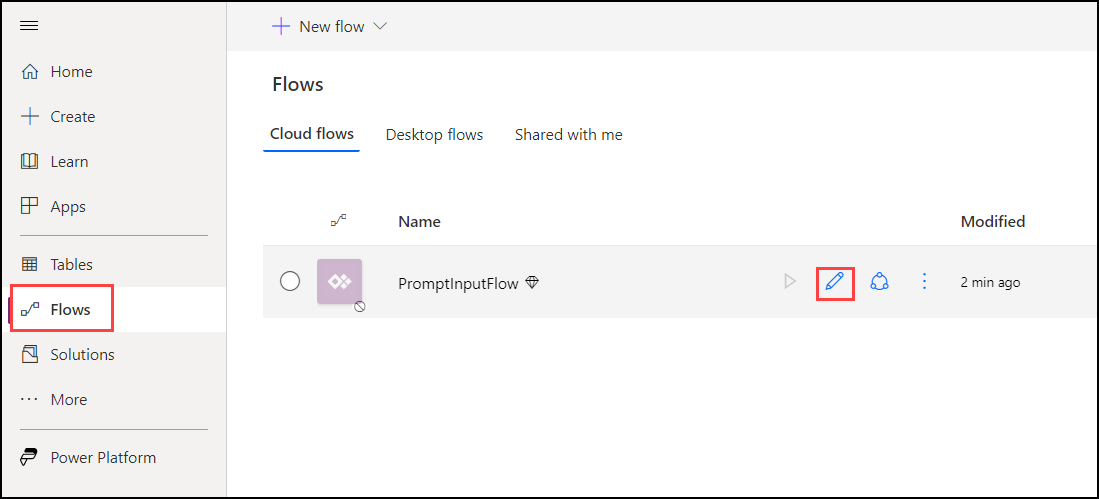 New flow
Home
Create
Learn
Apps
Tables
Flows
Solutions
More
Power Platform
Flows
Cloud flows Desktop flows Shared with me
Name Modified
PromptInputFlow 2 min ago